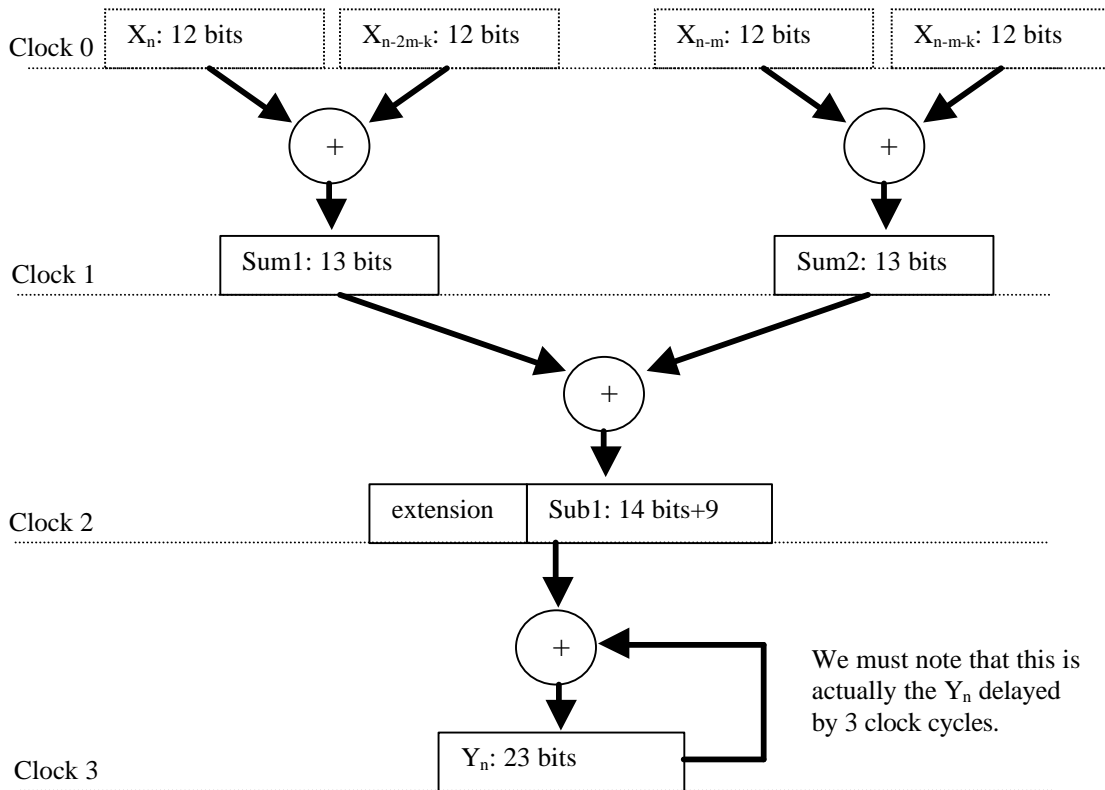 Clock 0
Xn: 12 bits
Xn-2m-k: 12 bits
Xn-m: 12 bits
Xn-m-k: 12 bits
+
+
Clock 1
Sum1: 13 bits
Sum2: 13 bits
+
Clock 2
extension
Sub1: 14 bits+9
+
We must note that this is
actually the Yn delayed
by 3 clock cycles.
Clock 3
Yn: 23 bits